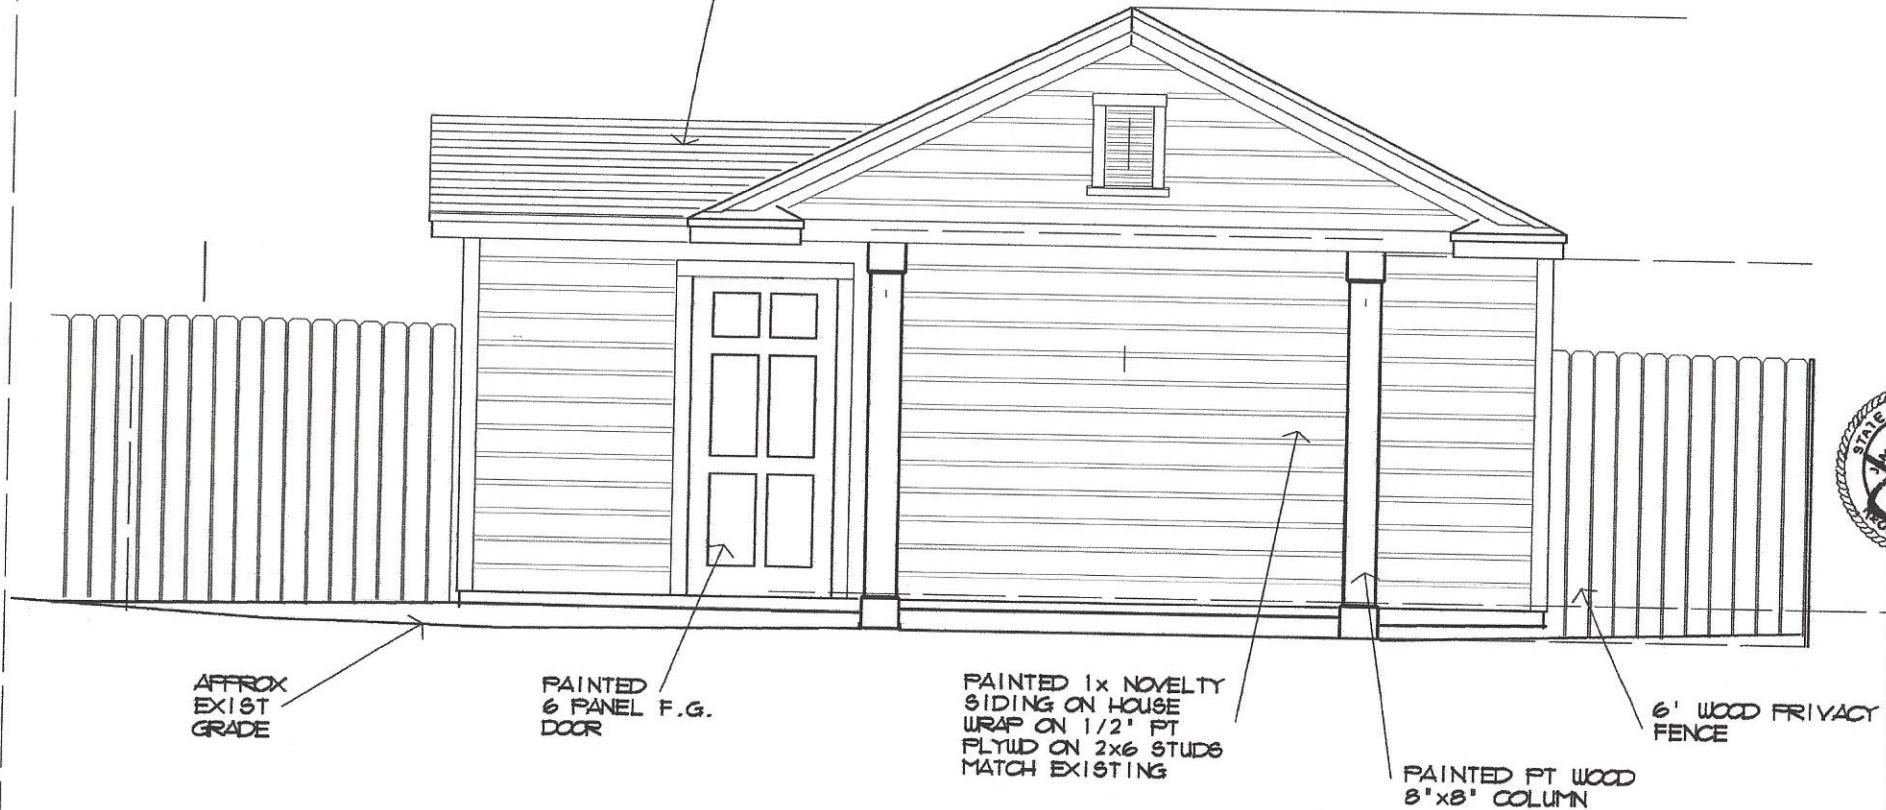 STATE
APPROX
EXIST
GRADE
PAINTED
6 PANEL F.G.
DOOR
PAINTED 1x NOVELTY
SIDING ON HOUSE
WRAP ON 1/2" PT
PLYWD ON 2x6 STUDS
MATCH EXISTING
PAINTED PT WOOD
8"x8" COLUMN
6' WOOD PRIVACY
FENCE